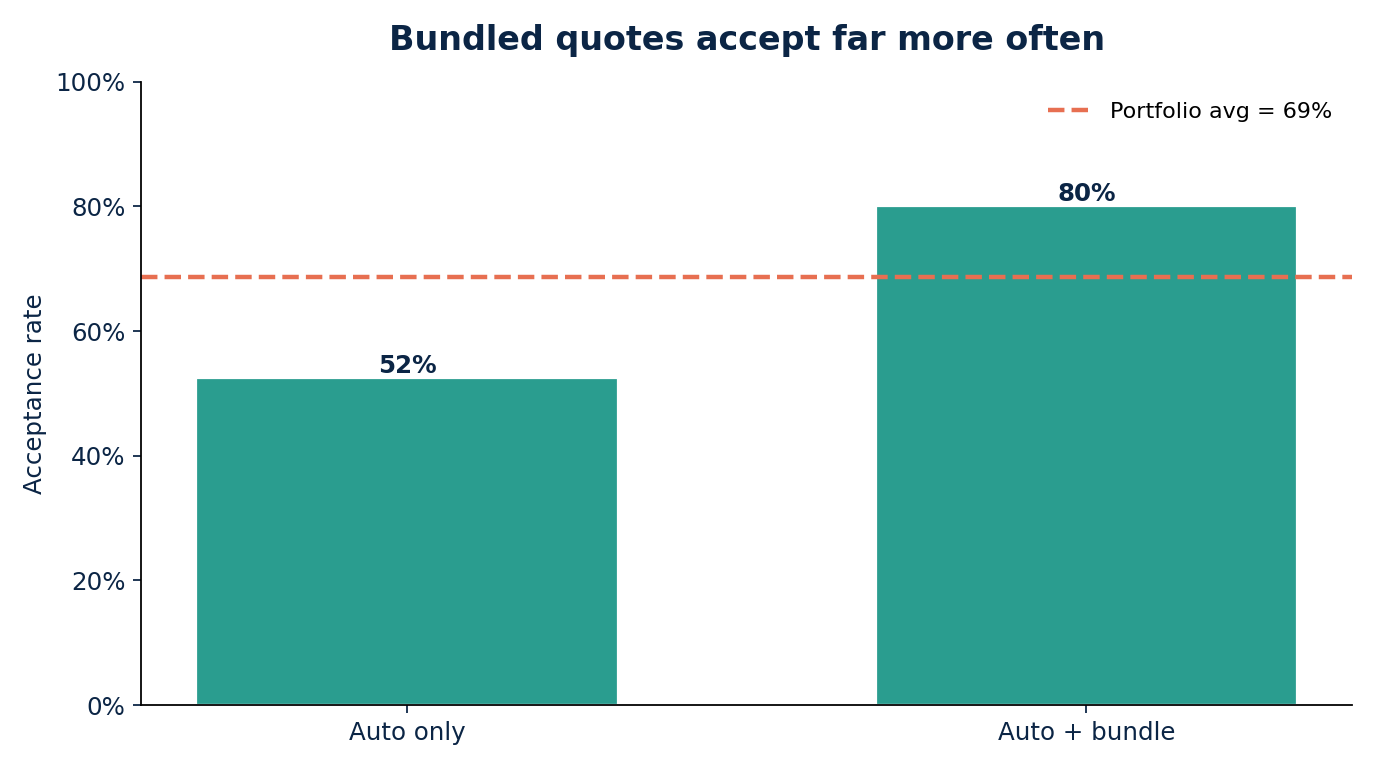 Bundled quotes accept far more often
100%
Portfolio avg = 69%
80%
80%
60%
52%
40%
20%
0%
Acceptance rate
Auto only
Auto + bundle